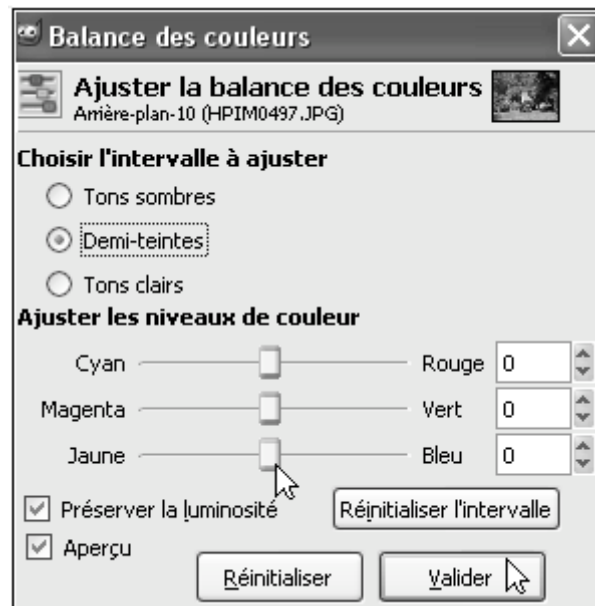 Balance des couleurs
Ajuster la balance des couleurs
Arrière-plan-10 (HPIM0497.JPG)
Choisir l'intervalle à ajuster
Tons sombres
Demi-teintes
Tons clairs
Ajuster les niveaux de couleur
Cyan Rouge 0
Magenta Vert 0
Jaune Bleu 0
Préserver la luminosité Réinitialiser l'intervalle
Aperçu
Réinitialiser Valider